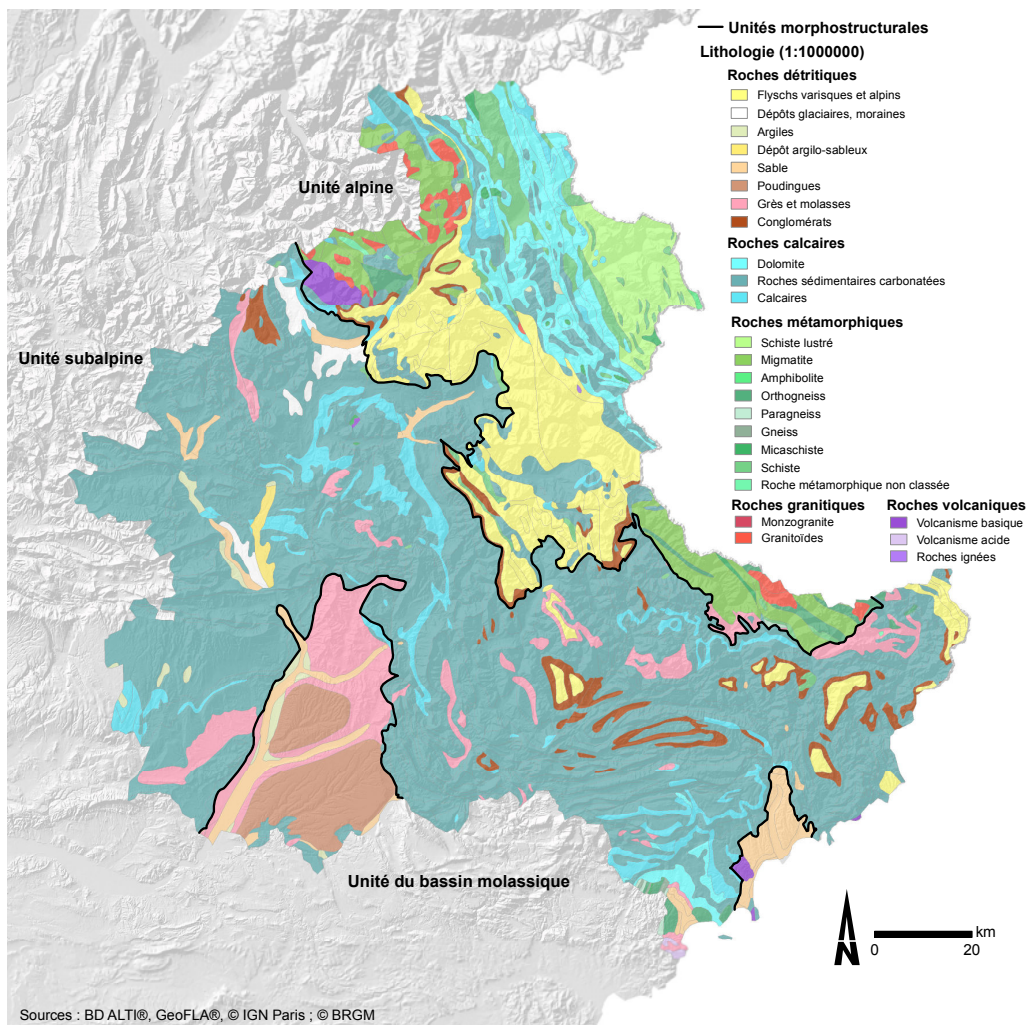 Unités morphostructurales
Lithologie (1:1000000)
Roches détritiques
Flyschs varisques et alpins
Dépôts glaciaires, moraines
Argiles
Dépôt argilo-sableux
Sable
Poudingues
Grès et molasses
Conglomérats
Roches calcaires
Dolomite
Roches sédimentaires carbonatées
Calcaires
Roches métamorphiques
Schiste lustré
Migmatite
Amphibolite
Orthogneiss
Paragneiss
Gneiss
Micaschiste
Schiste
Roche métamorphique non classée
Roches granitiques
Monzogranite
Granitoïdes
Roches volcaniques
Volcanisme basique
Volcanisme acide
Roches ignées
Unité alpine
Unité subalpine
Unité du bassin molassique
N
km
0 20
Sources : BD ALTI®, GeoFLA®, © IGN Paris ; © BRGM